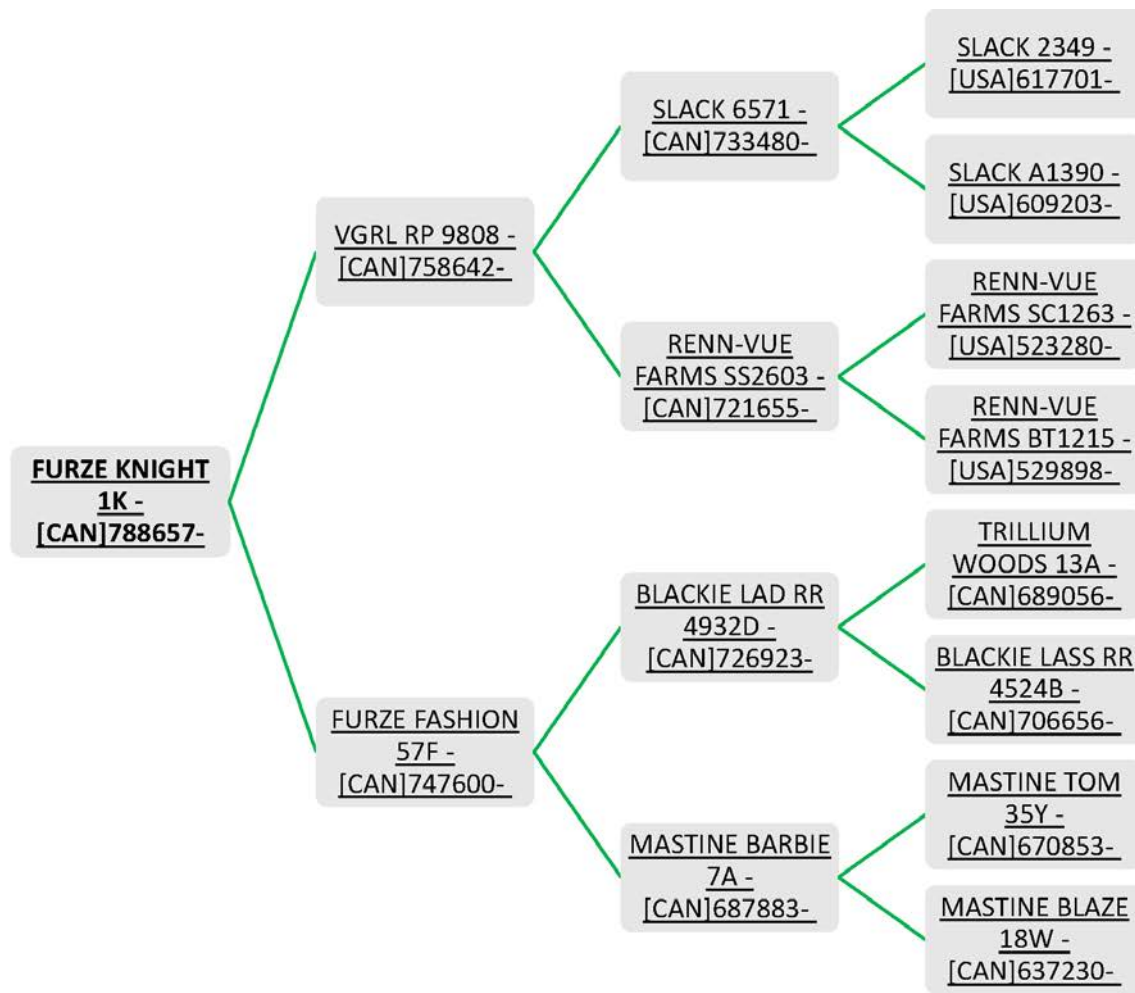 SLACK 2349 -
[USA]617701-
SLACK 6571 -
[CAN]733480-
SLACK A1390 -
[USA]609203-
VGRL RP 9808 -
[CAN]758642-
RENN-VUE
FARMS SC1263 -
[USA]523280-
RENN-VUE
FARMS SS2603 -
[CAN]721655-
RENN-VUE
FARMS BT1215 -
[USA]529898-
FURZE KNIGHT
1K -
[CAN]788657-
TRILLIUM
WOODS 13A -
[CAN]689056-
BLACKIE LAD RR
4932D -
[CAN]726923-
BLACKIE LASS RR
4524B -
[CAN]706656-
FURZE FASHION
57F -
[CAN]747600-
MASTINE TOM
35Y -
[CAN]670853-
MASTINE BARBIE
7A -
[CAN]687883-
MASTINE BLAZE
18W -
[CAN]637230-